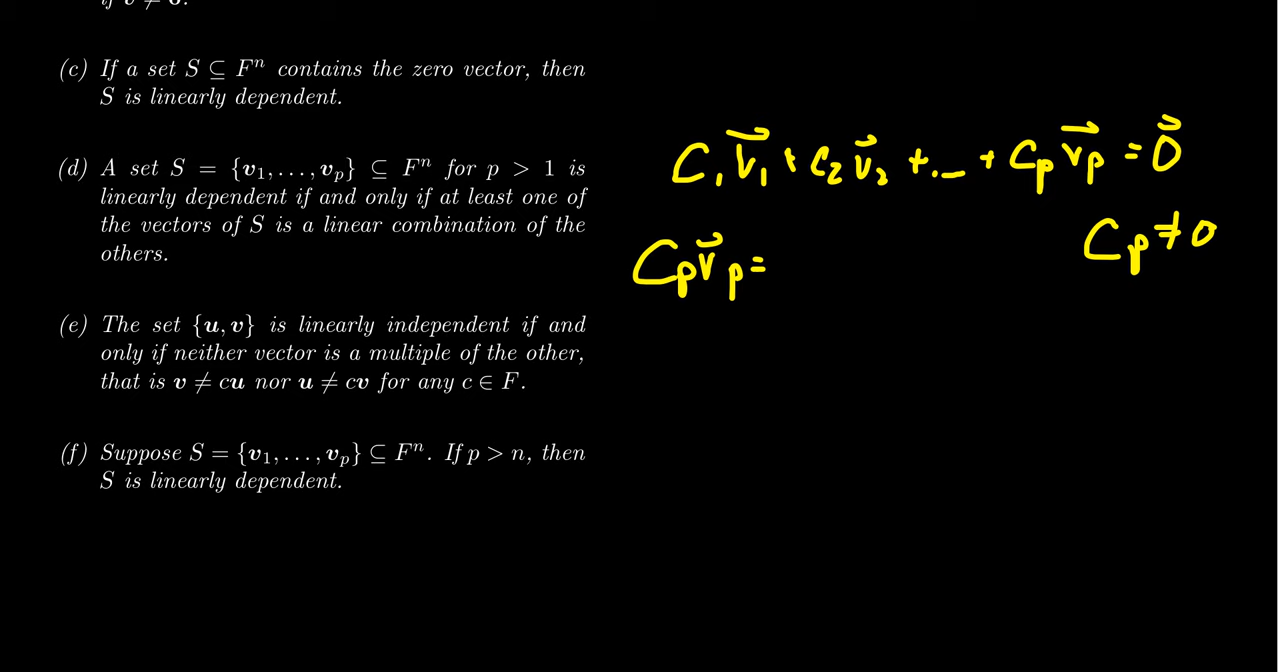 if v ≠ 0.
(c) If a set S ⊆ Fⁿ contains the zero vector, then
S is linearly dependent.
(d) A set S = {v₁, . . . , vₚ} ⊆ Fⁿ for p > 1 is
linearly dependent if and only if at least one of
the vectors of S is a linear combination of the
others.
(e) The set {u, v} is linearly independent if and
only if neither vector is a multiple of the other,
that is v ≠ cu nor u ≠ cv for any c ∈ F.
(f) Suppose S = {v₁, . . . , vₚ} ⊆ Fⁿ. If p > n, then
S is linearly dependent.
C₁v⃗₁ + C₂v⃗₂ + ... + Cₚv⃗ₚ = 0⃗
Cₚ ≠ 0
Cₚv⃗ₚ =